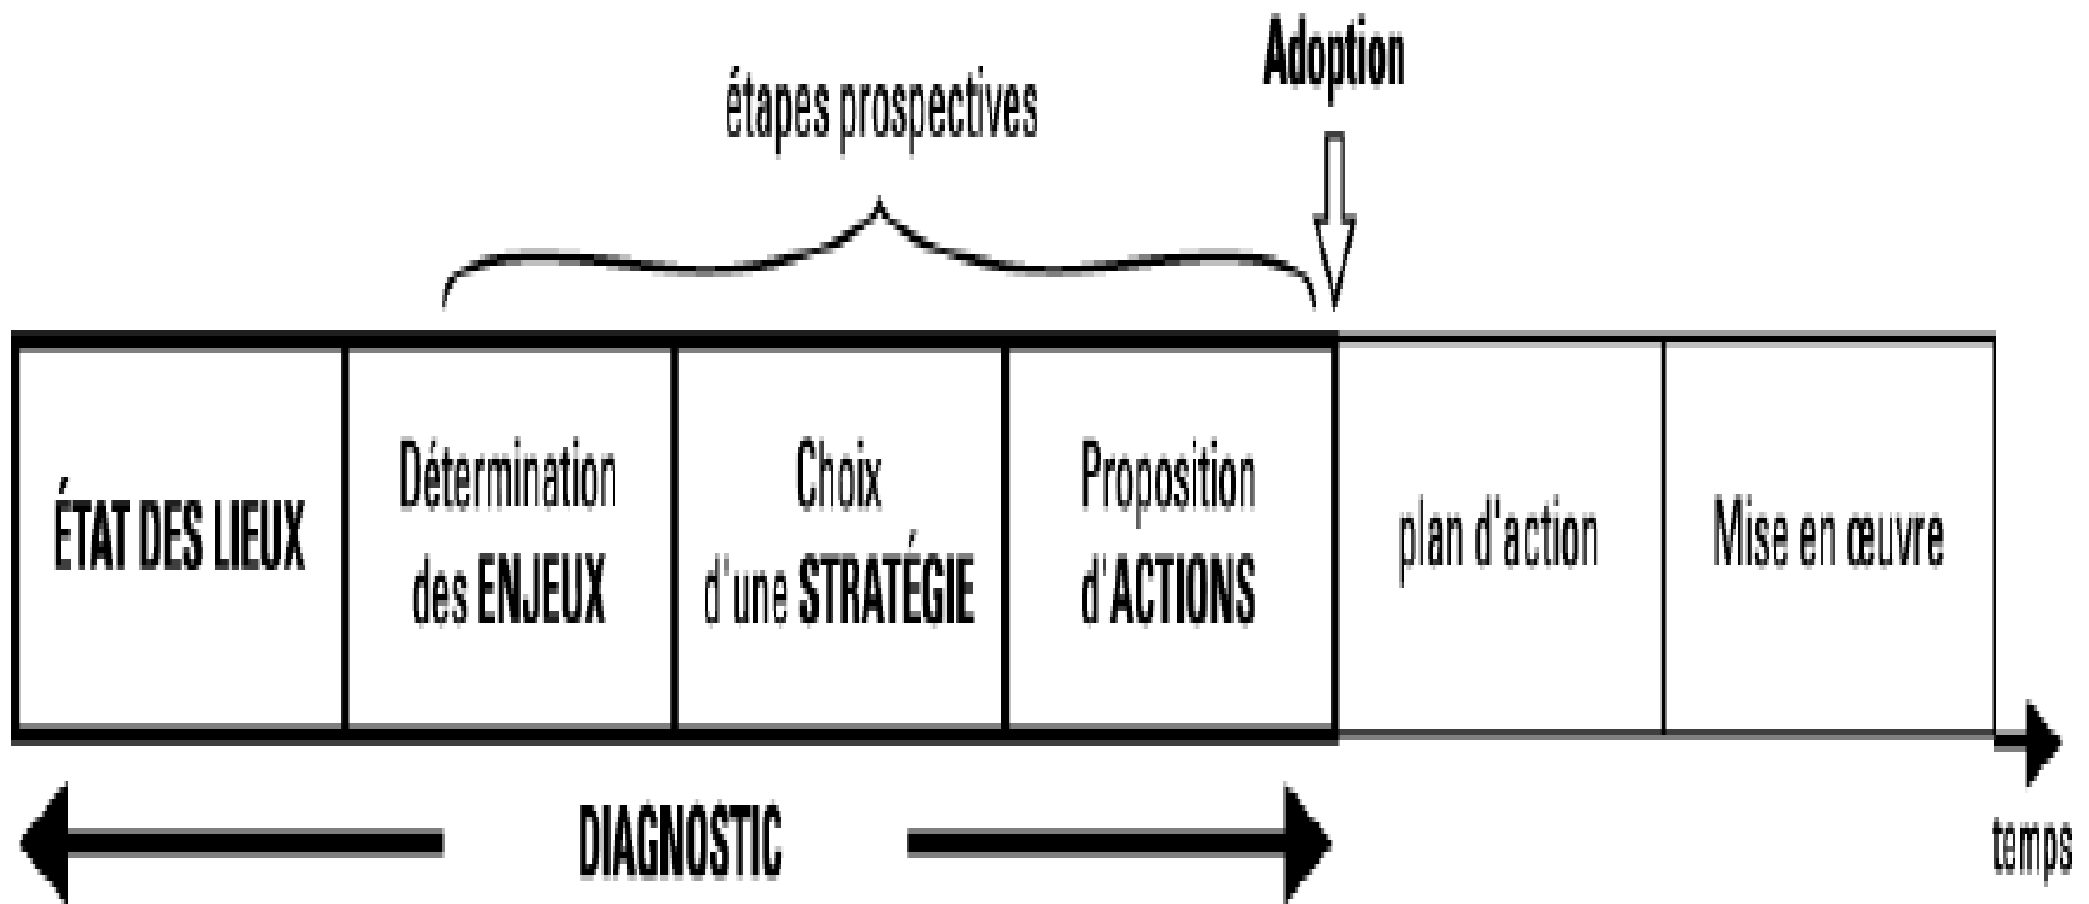 Adoption
étapes prospectives
ÉTAT DES LIEUX
Détermination
des ENJEUX
Choix
d'une STRATÉGIE
Proposition
d'ACTIONS
plan d'action
Mise en œuvre
DIAGNOSTIC
temps